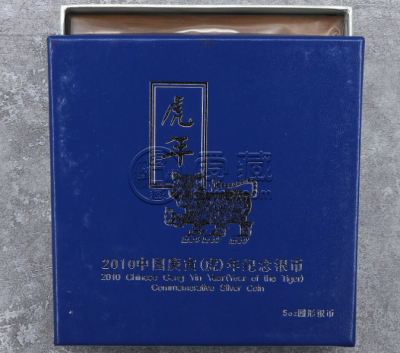 虎年
2010中国庚寅(虎)年纪念银币
2010 Chinese Geng Yin Year(Year of the Tiger)
Commemorative Silver Coin
5oz圆形银币